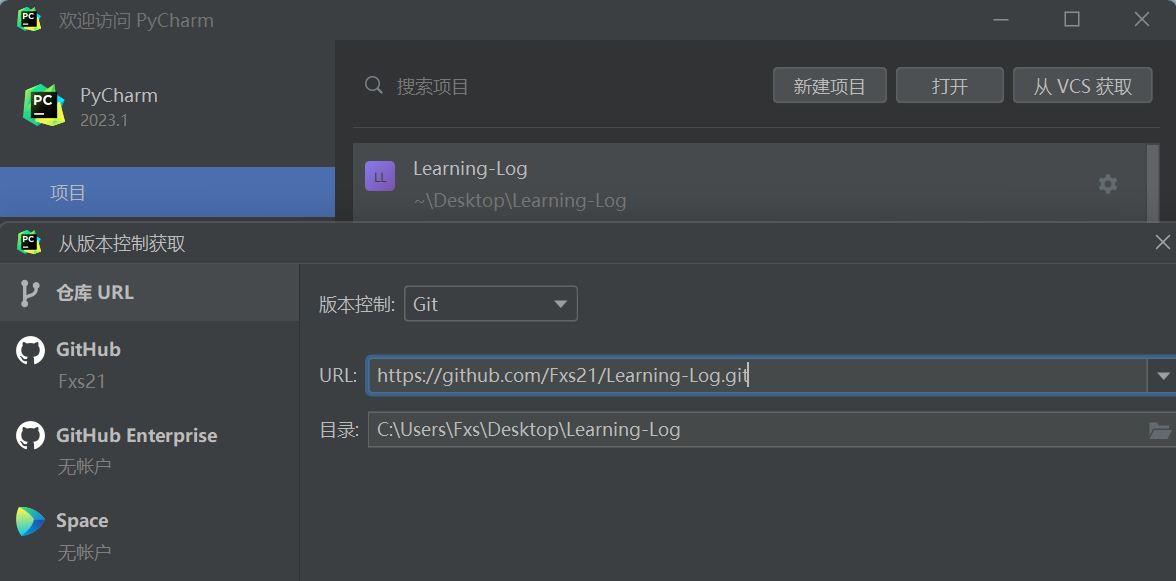 PC 欢迎访问 PyCharm
PC PyCharm
2023.1
搜索项目
新建项目 打开 从 VCS 获取
项目
LL Learning-Log
~\Desktop\Learning-Log
PC 从版本控制获取
仓库 URL
版本控制: Git
GitHub
Fxs21
URL: https://github.com/Fxs21/Learning-Log.git
目录: C:\Users\Fxs\Desktop\Learning-Log
GitHub Enterprise
无帐户
Space
无帐户